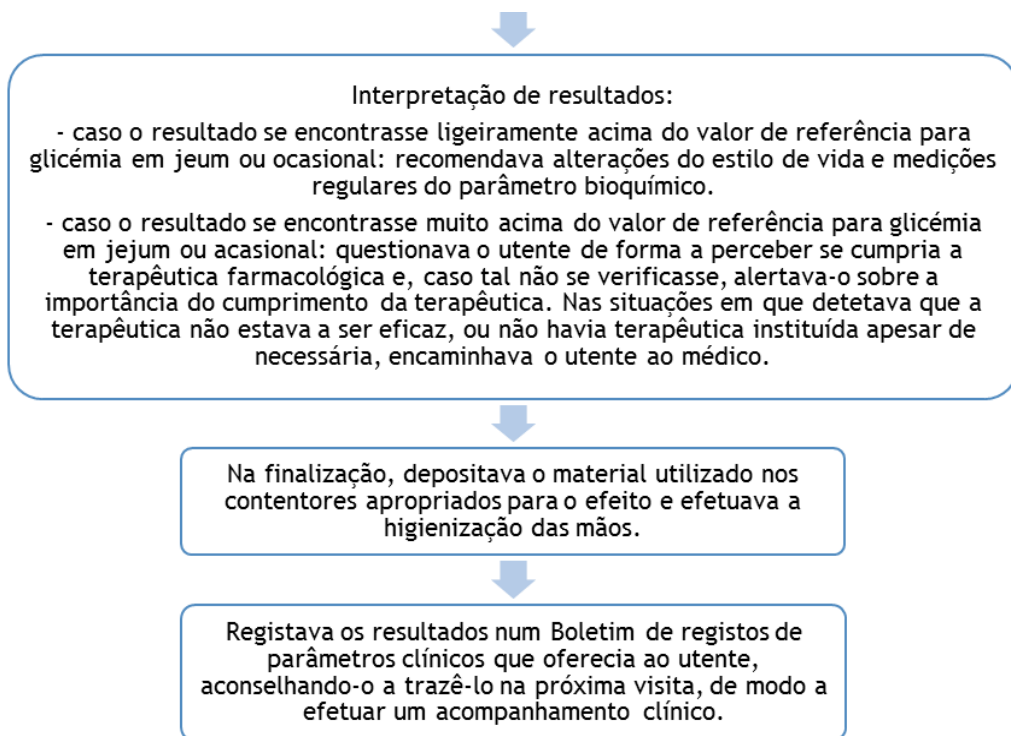 Interpretação de resultados:
- caso o resultado se encontrasse ligeiramente acima do valor de referência para
glicémia em jeum ou ocasional: recomendava alterações do estilo de vida e medições
regulares do parâmetro bioquímico.
- caso o resultado se encontrasse muito acima do valor de referência para glicémia
em jejum ou acasional: questionava o utente de forma a perceber se cumpria a
terapêutica farmacológica e, caso tal não se verificasse, alertava-o sobre a
importância do cumprimento da terapêutica. Nas situações em que detetava que a
terapêutica não estava a ser eficaz, ou não havia terapêutica instituída apesar de
necessária, encaminhava o utente ao médico.
Na finalização, depositava o material utilizado nos
contentores apropriados para o efeito e efetuava a
higienização das mãos.
Registava os resultados num Boletim de registos de
parâmetros clínicos que oferecia ao utente,
aconselhando-o a trazê-lo na próxima visita, de modo a
efetuar um acompanhamento clínico.